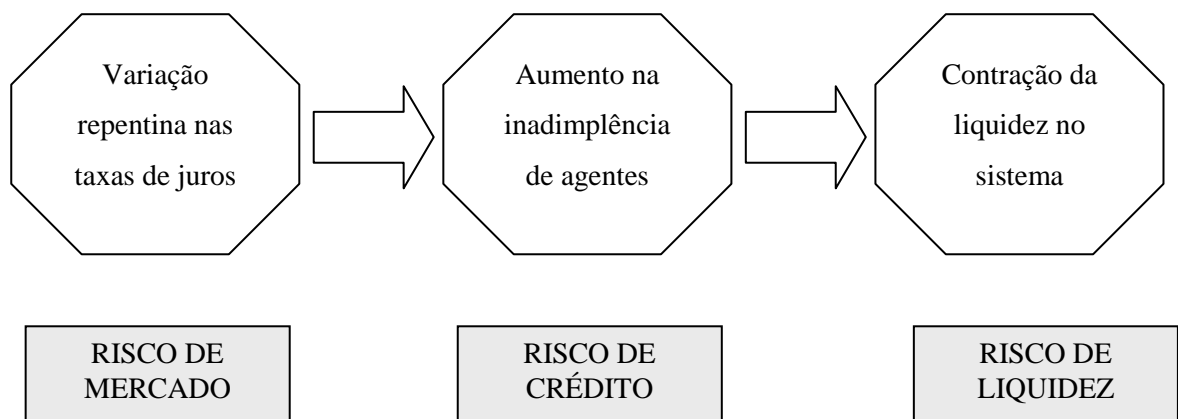 Variação
repentina nas
taxas de juros
Aumento na
inadimplência
de agentes
Contração da
liquidez no
sistema
RISCO DE
MERCADO
RISCO DE
CRÉDITO
RISCO DE
LIQUIDEZ